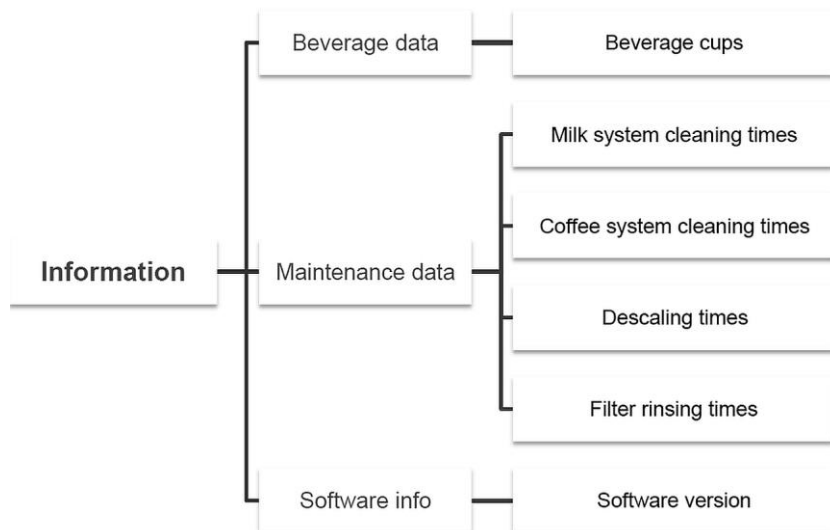 Information
Beverage data
Beverage cups
Maintenance data
Milk system cleaning times
Coffee system cleaning times
Descaling times
Filter rinsing times
Software info
Software version